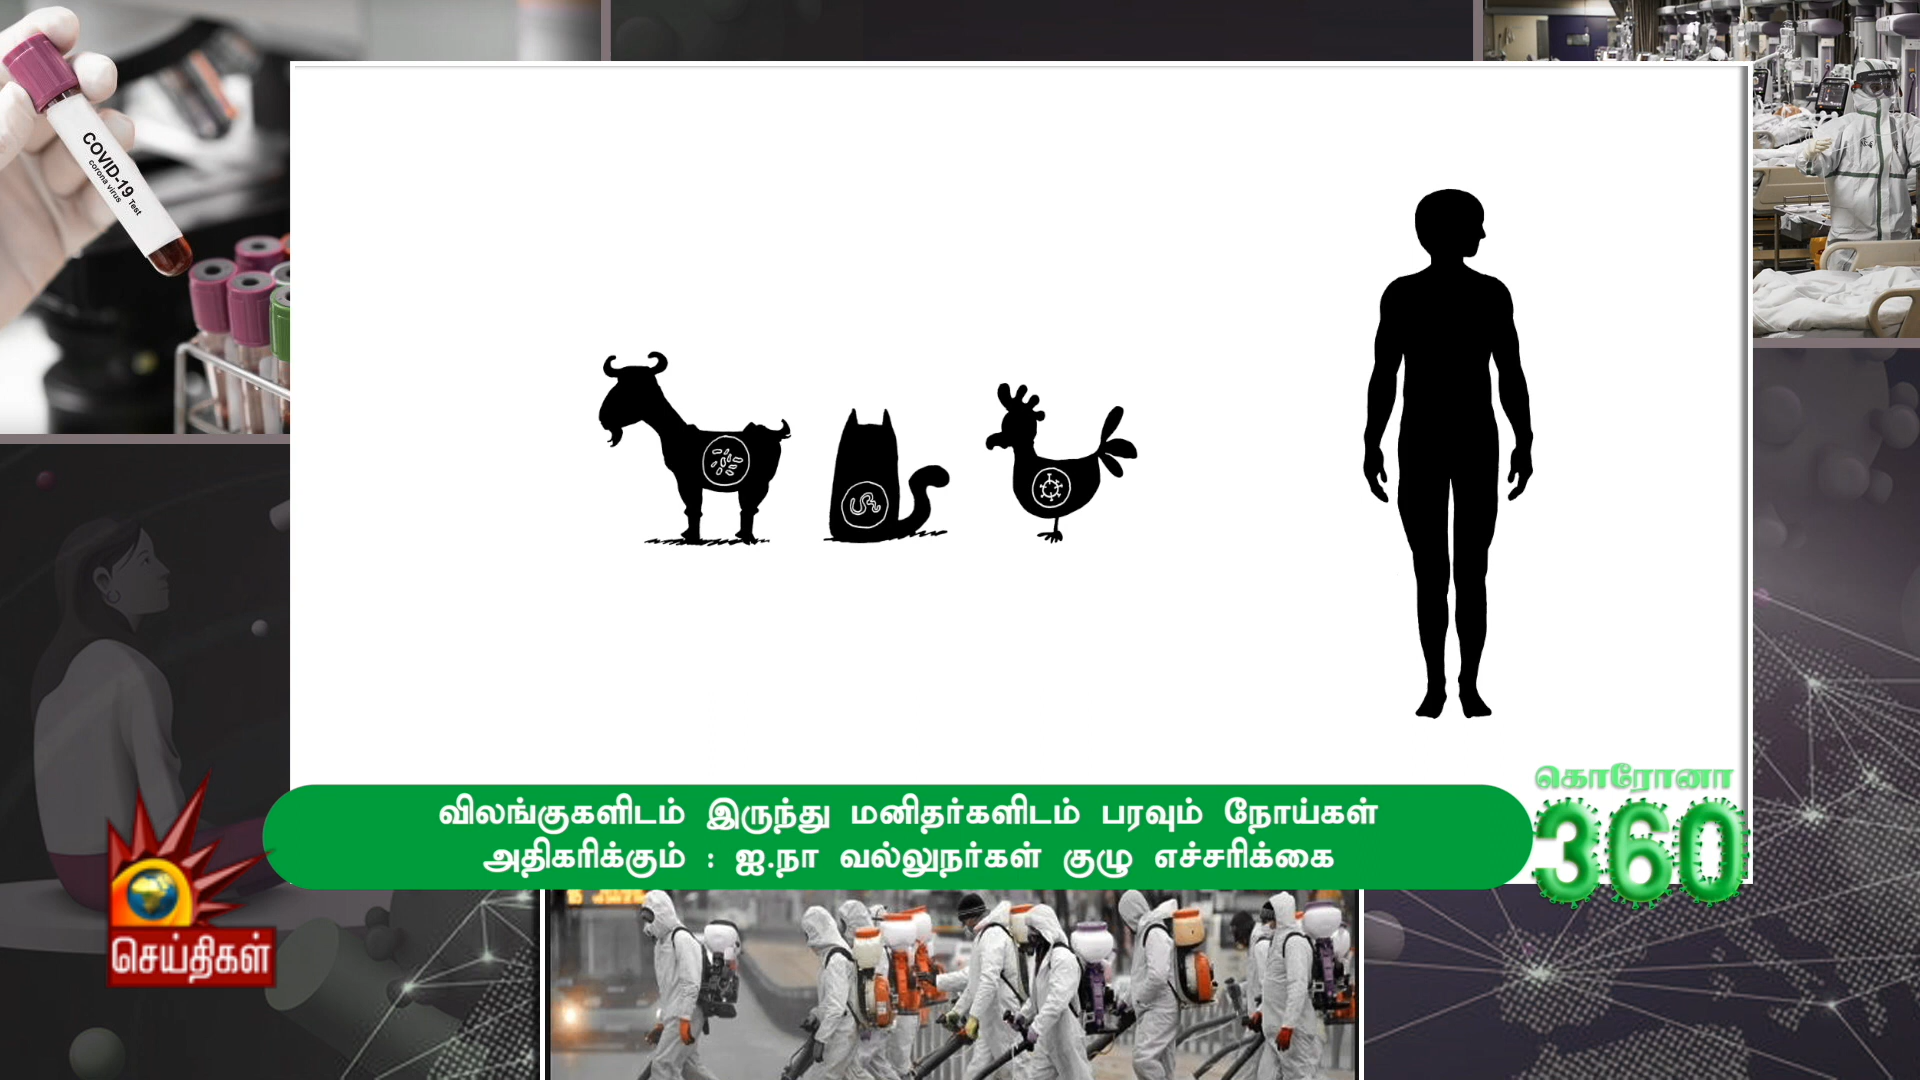 COVID-19 Test
corona virus
விலங்குகளிடம் இருந்து மனிதர்களிடம் பரவும் நோய்கள்
அதிகரிக்கும் : ஐ.நா வல்லுநர்கள் குழு எச்சரிக்கை
கொரோனா
360
செய்திகள்